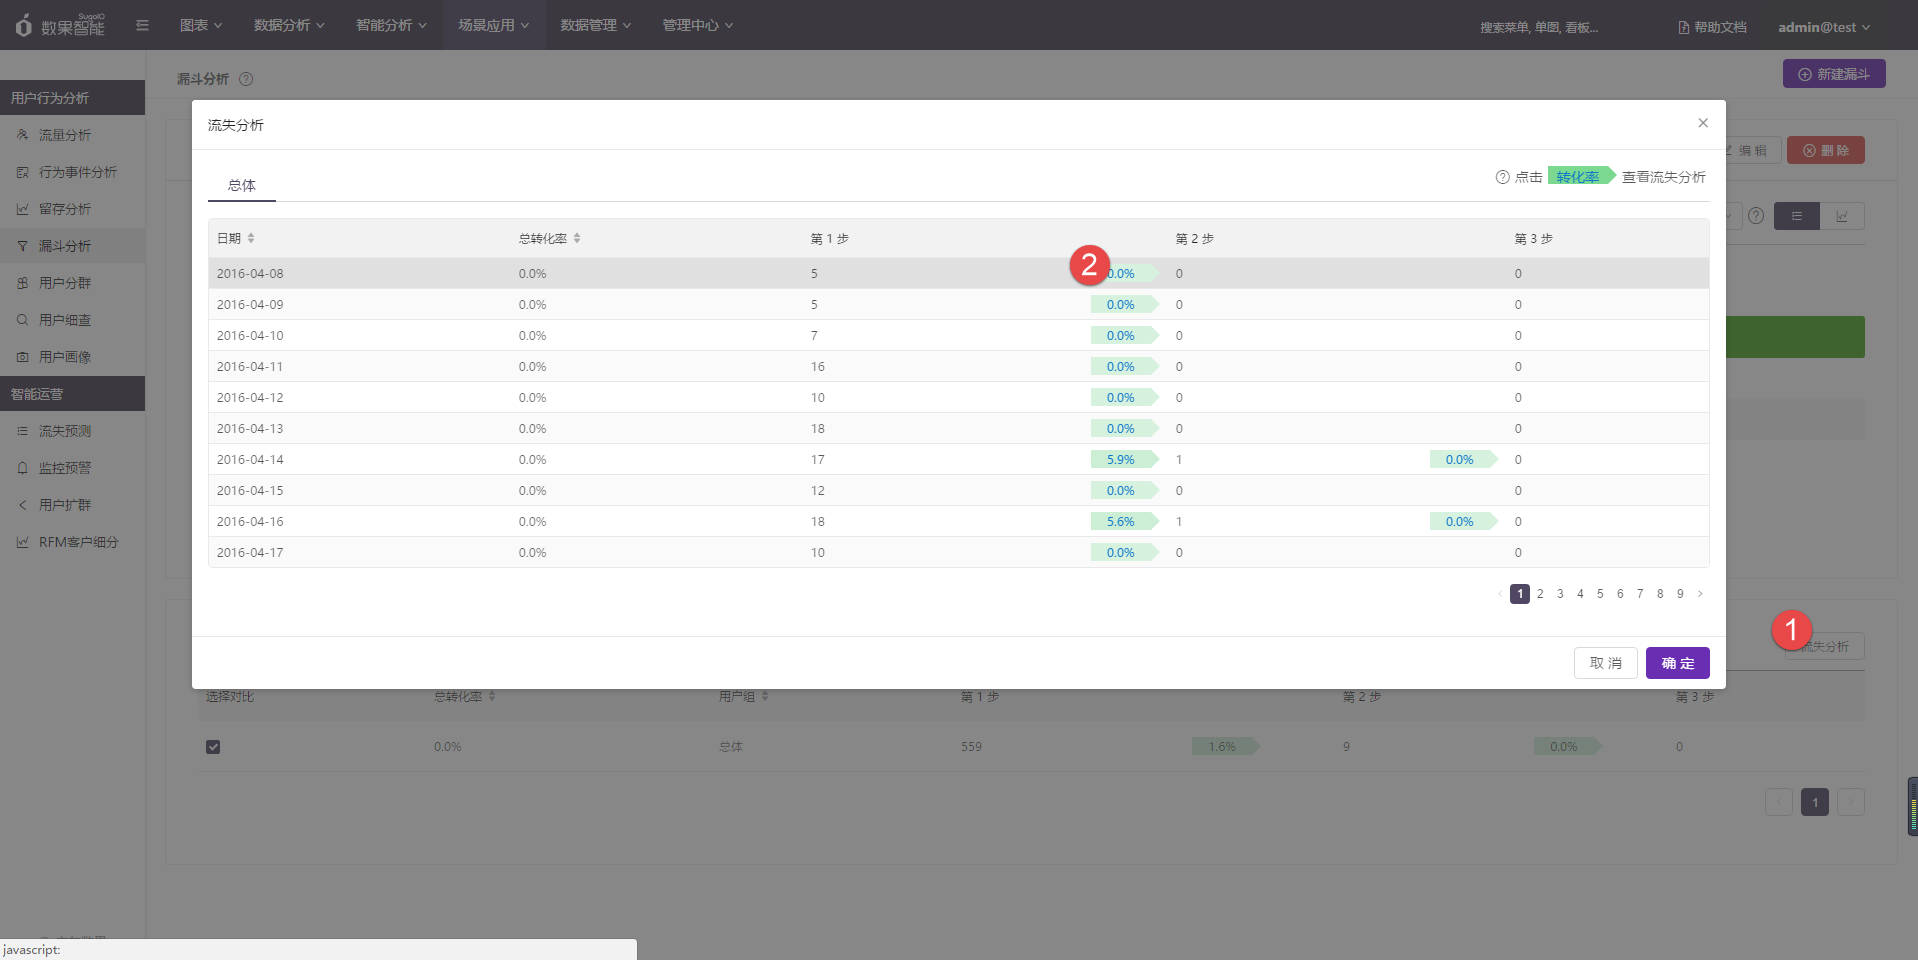 SugoIO
数果智能
图表 数据分析 智能分析 场景应用 数据管理 管理中心
搜索菜单, 单图, 看板... 帮助文档 admin@test
漏斗分析
新建漏斗
用户行为分析
流量分析
行为事件分析
留存分析
漏斗分析
用户分群
用户细查
用户画像
智能运营
流失预测
监控预警
用户扩群
RFM客户细分
编 辑 删 除
流失分析
总体
点击 转化率 查看流失分析
日期 总转化率 第 1 步 第 2 步 第 3 步
2016-04-08 0.0% 5 2 0.0% 0 0
2016-04-09 0.0% 5 0.0% 0 0
2016-04-10 0.0% 7 0.0% 0 0
2016-04-11 0.0% 16 0.0% 0 0
2016-04-12 0.0% 10 0.0% 0 0
2016-04-13 0.0% 18 0.0% 0 0
2016-04-14 0.0% 17 5.9% 1 0.0% 0
2016-04-15 0.0% 12 0.0% 0 0
2016-04-16 0.0% 18 5.6% 1 0.0% 0
2016-04-17 0.0% 10 0.0% 0 0
1 2 3 4 5 6 7 8 9
取 消 确 定
1
流失分析
选择对比 总转化率 用户组 第 1 步 第 2 步 第 3 步
0.0% 总体 559 1.6% 9 0.0% 0
1
javascript: